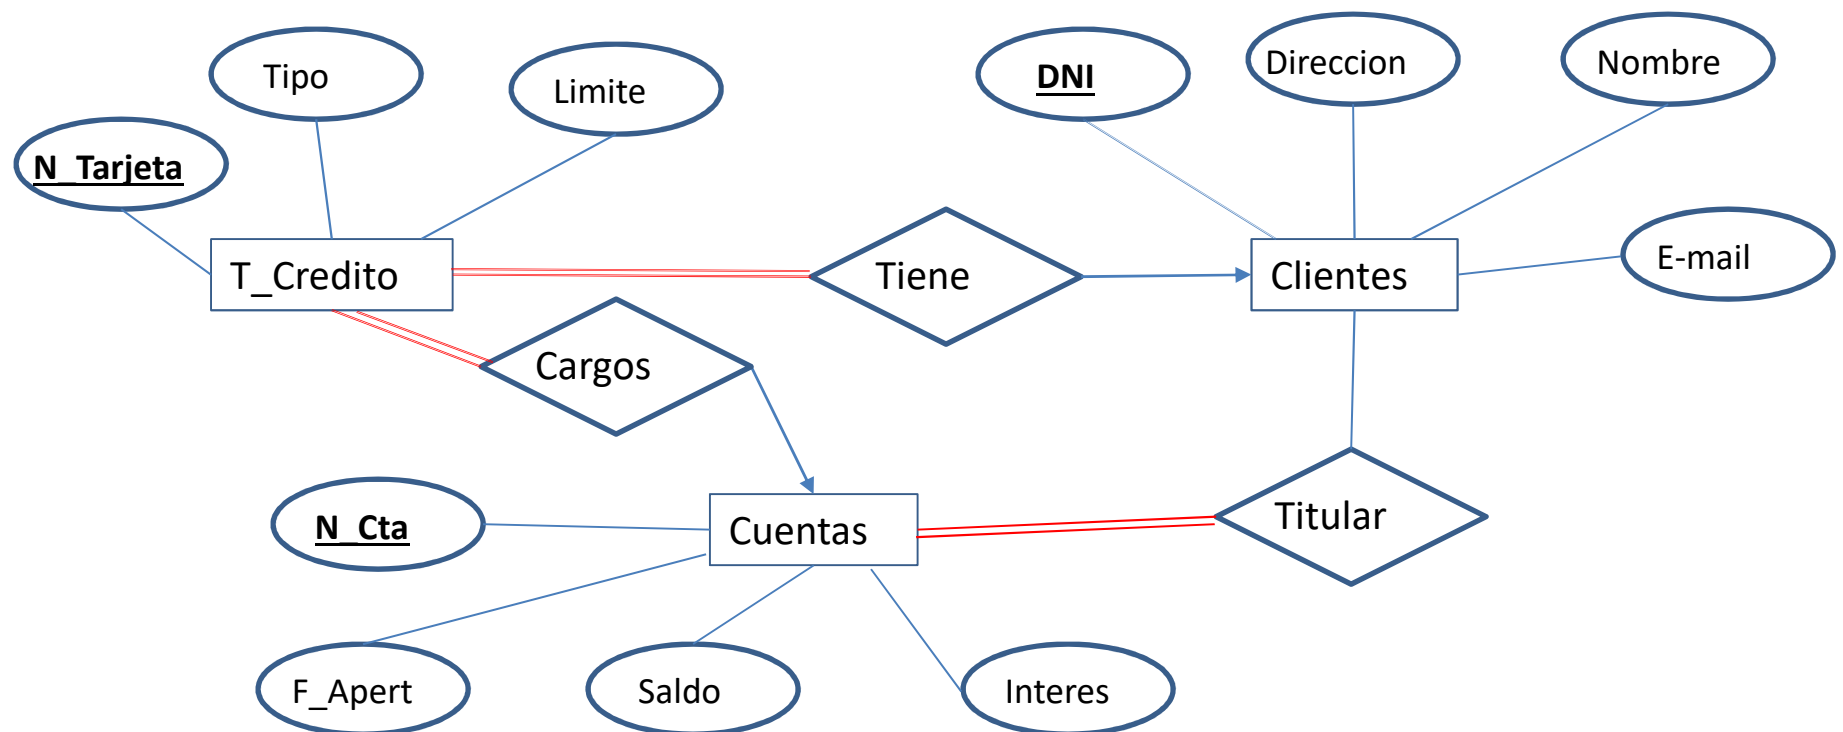 Tipo
Limite
DNI
Direccion
Nombre
N_Tarjeta
T_Credito
Tiene
Clientes
E-mail
Cargos
N_Cta
Cuentas
Titular
F_Apert
Saldo
Interes